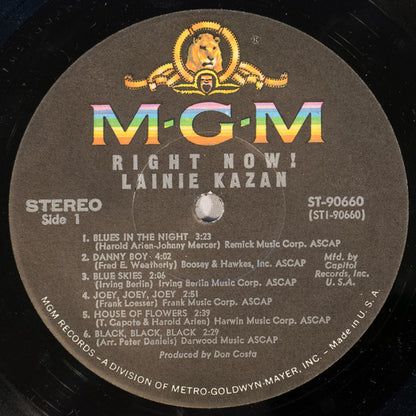 ®
M·G·M
RIGHT NOW!
LAINIE KAZAN
STEREO
Side 1
ST-90660
(ST1-90660)
1. BLUES IN THE NIGHT 3:23
(Harold Arlen-Johnny Mercer) Remick Music Corp. ASCAP
2. DANNY BOY 4:02
(Fred E. Weatherly) Boosey & Hawkes, Inc. ASCAP
3. BLUE SKIES 2:06
(Irving Berlin) Irving Berlin Music Corp. ASCAP
4. JOEY, JOEY, JOEY 2:51
(Frank Loesser) Frank Music Corp. ASCAP
5. HOUSE OF FLOWERS 2:39
(T. Capote & Harold Arlen) Harwin Music Corp. ASCAP
6. BLACK, BLACK, BLACK 2:29
(Arr. Peter Daniels) Darwood Music ASCAP
Mfd. by
Capitol
Records, Inc.
U. S. A.
Produced by Don Costa
MGM RECORDS – A DIVISION OF METRO-GOLDWYN-MAYER, INC. – Made in U. S. A.